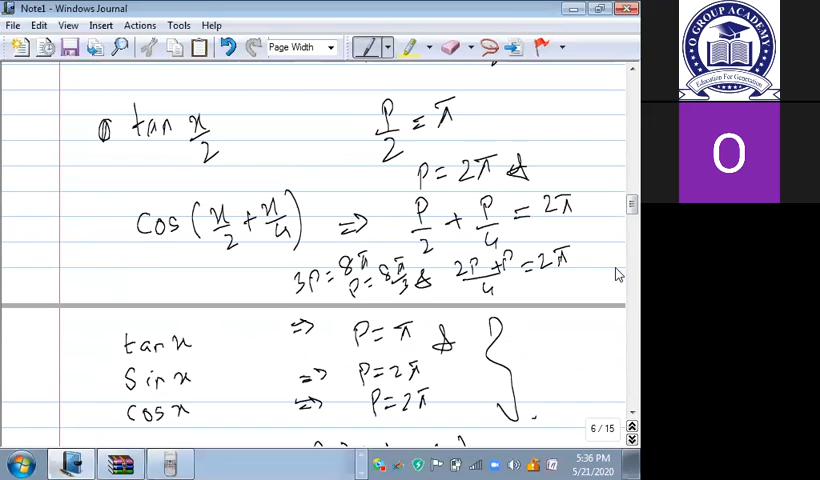 Note1 - Windows Journal
File Edit View Insert Actions Tools Help
Page Width
tan x/2 P/2 = π
P = 2π
cos(x/2 + x/4) ⇒ P/2 + P/4 = 2π
3P = 8π P = 8π/3 2P+P/4 = 2π
tan x ⇒ P = π
Sin x ⇒ P = 2π
cos x ⇒ P = 2π
6 / 15
5:36 PM
5/21/2020
O GROUP ACADEMY
Education For Generation
O